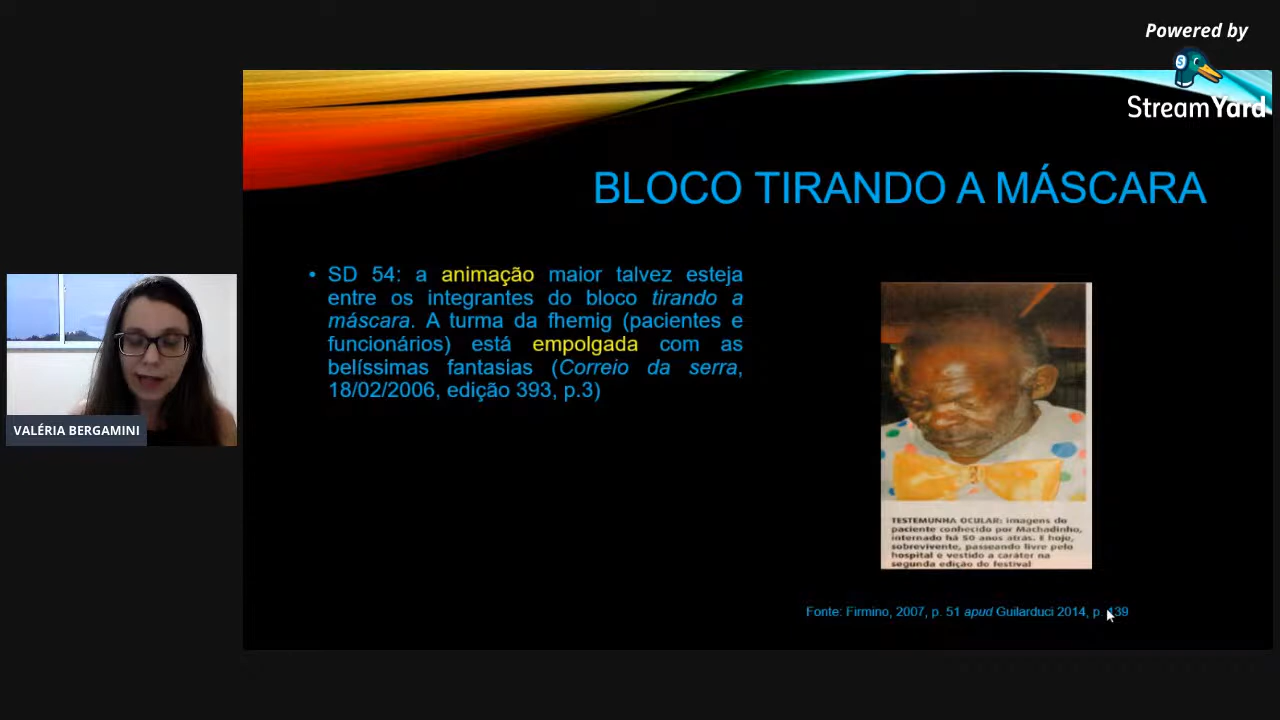 Powered by
StreamYard
BLOCO TIRANDO A MÁSCARA
• SD 54: a animação maior talvez esteja
entre os integrantes do bloco tirando a
máscara. A turma da fhemig (pacientes e
funcionários) está empolgada com as
belíssimas fantasias (Correio da serra,
18/02/2006, edição 393, p.3)
VALÉRIA BERGAMINI
TESTEMUNHA OCULAR: imagens do
paciente conhecido por Machadinho,
internado há 50 anos atrás. E hoje,
sobrevivente, passeando livre pelo
hospital e vestido a caráter na
segunda edição do festival
Fonte: Firmino, 2007, p. 51 apud Guilarduci 2014, p. 139